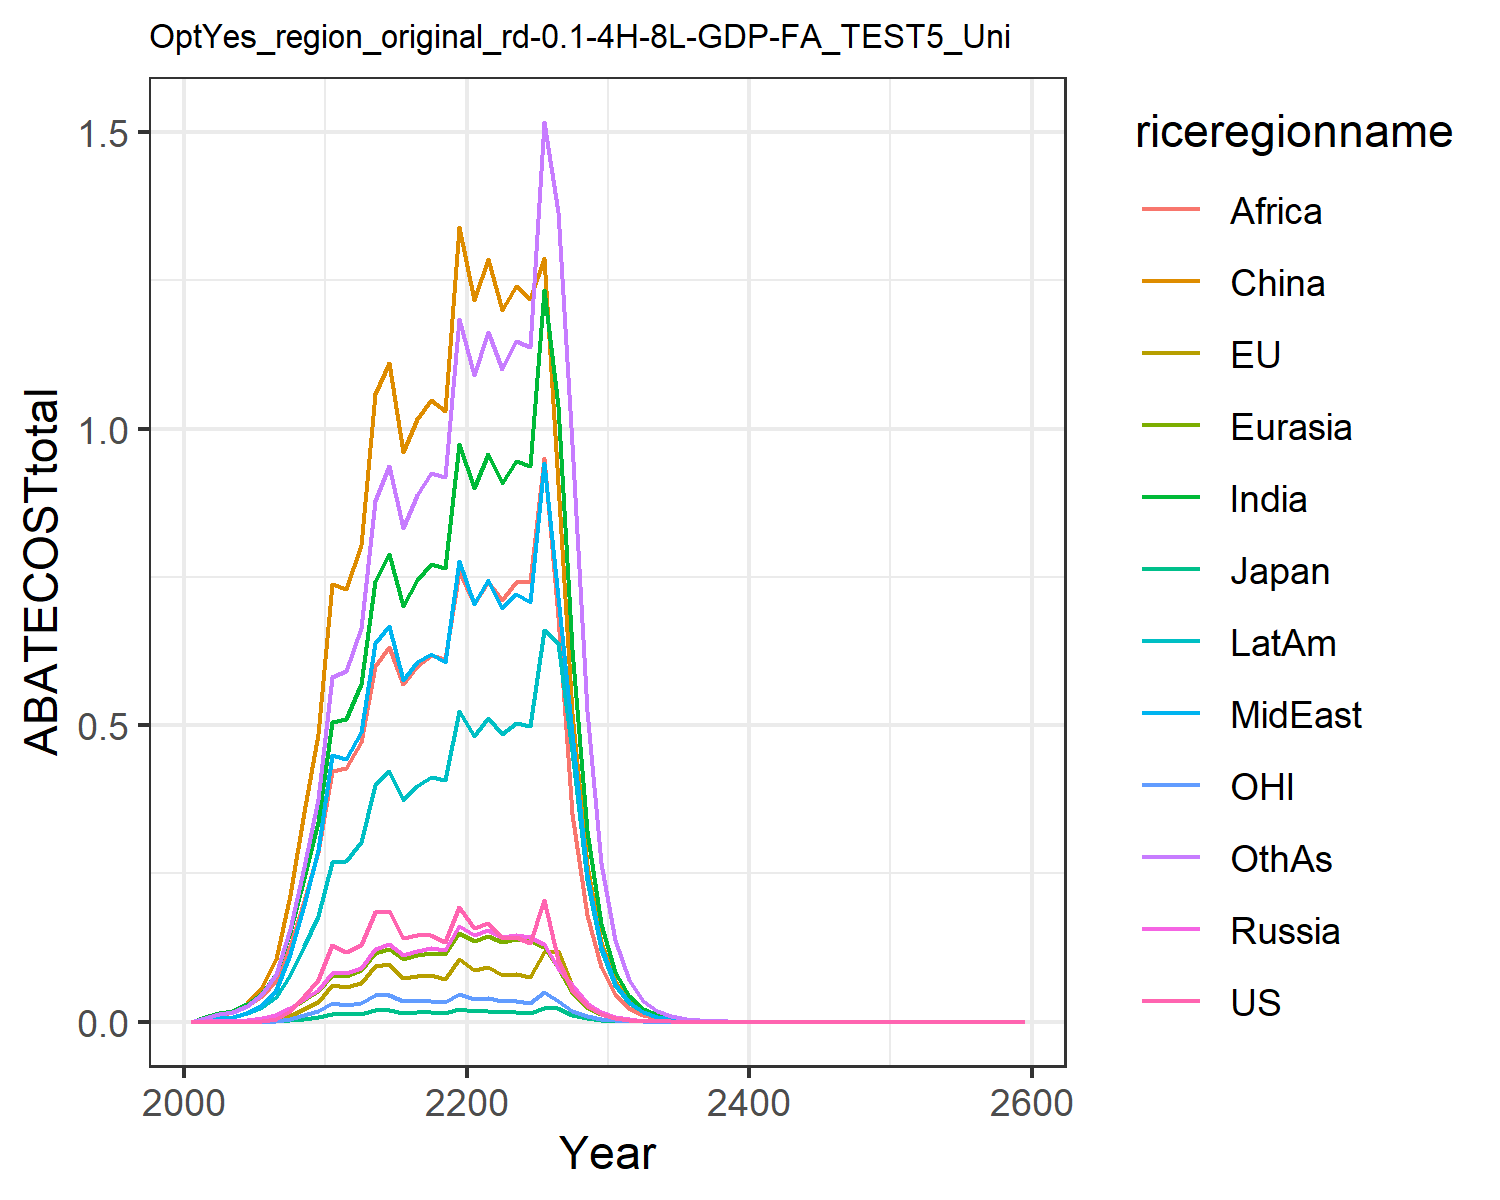 OptYes_region_original_rd-0.1-4H-8L-GDP-FA_TEST5_Uni
ABATECOSTtotal
1.5
1.0
0.5
0.0
2000
2200
2400
2600
Year
riceregionname
Africa
China
EU
Eurasia
India
Japan
LatAm
MidEast
OHI
OthAs
Russia
US